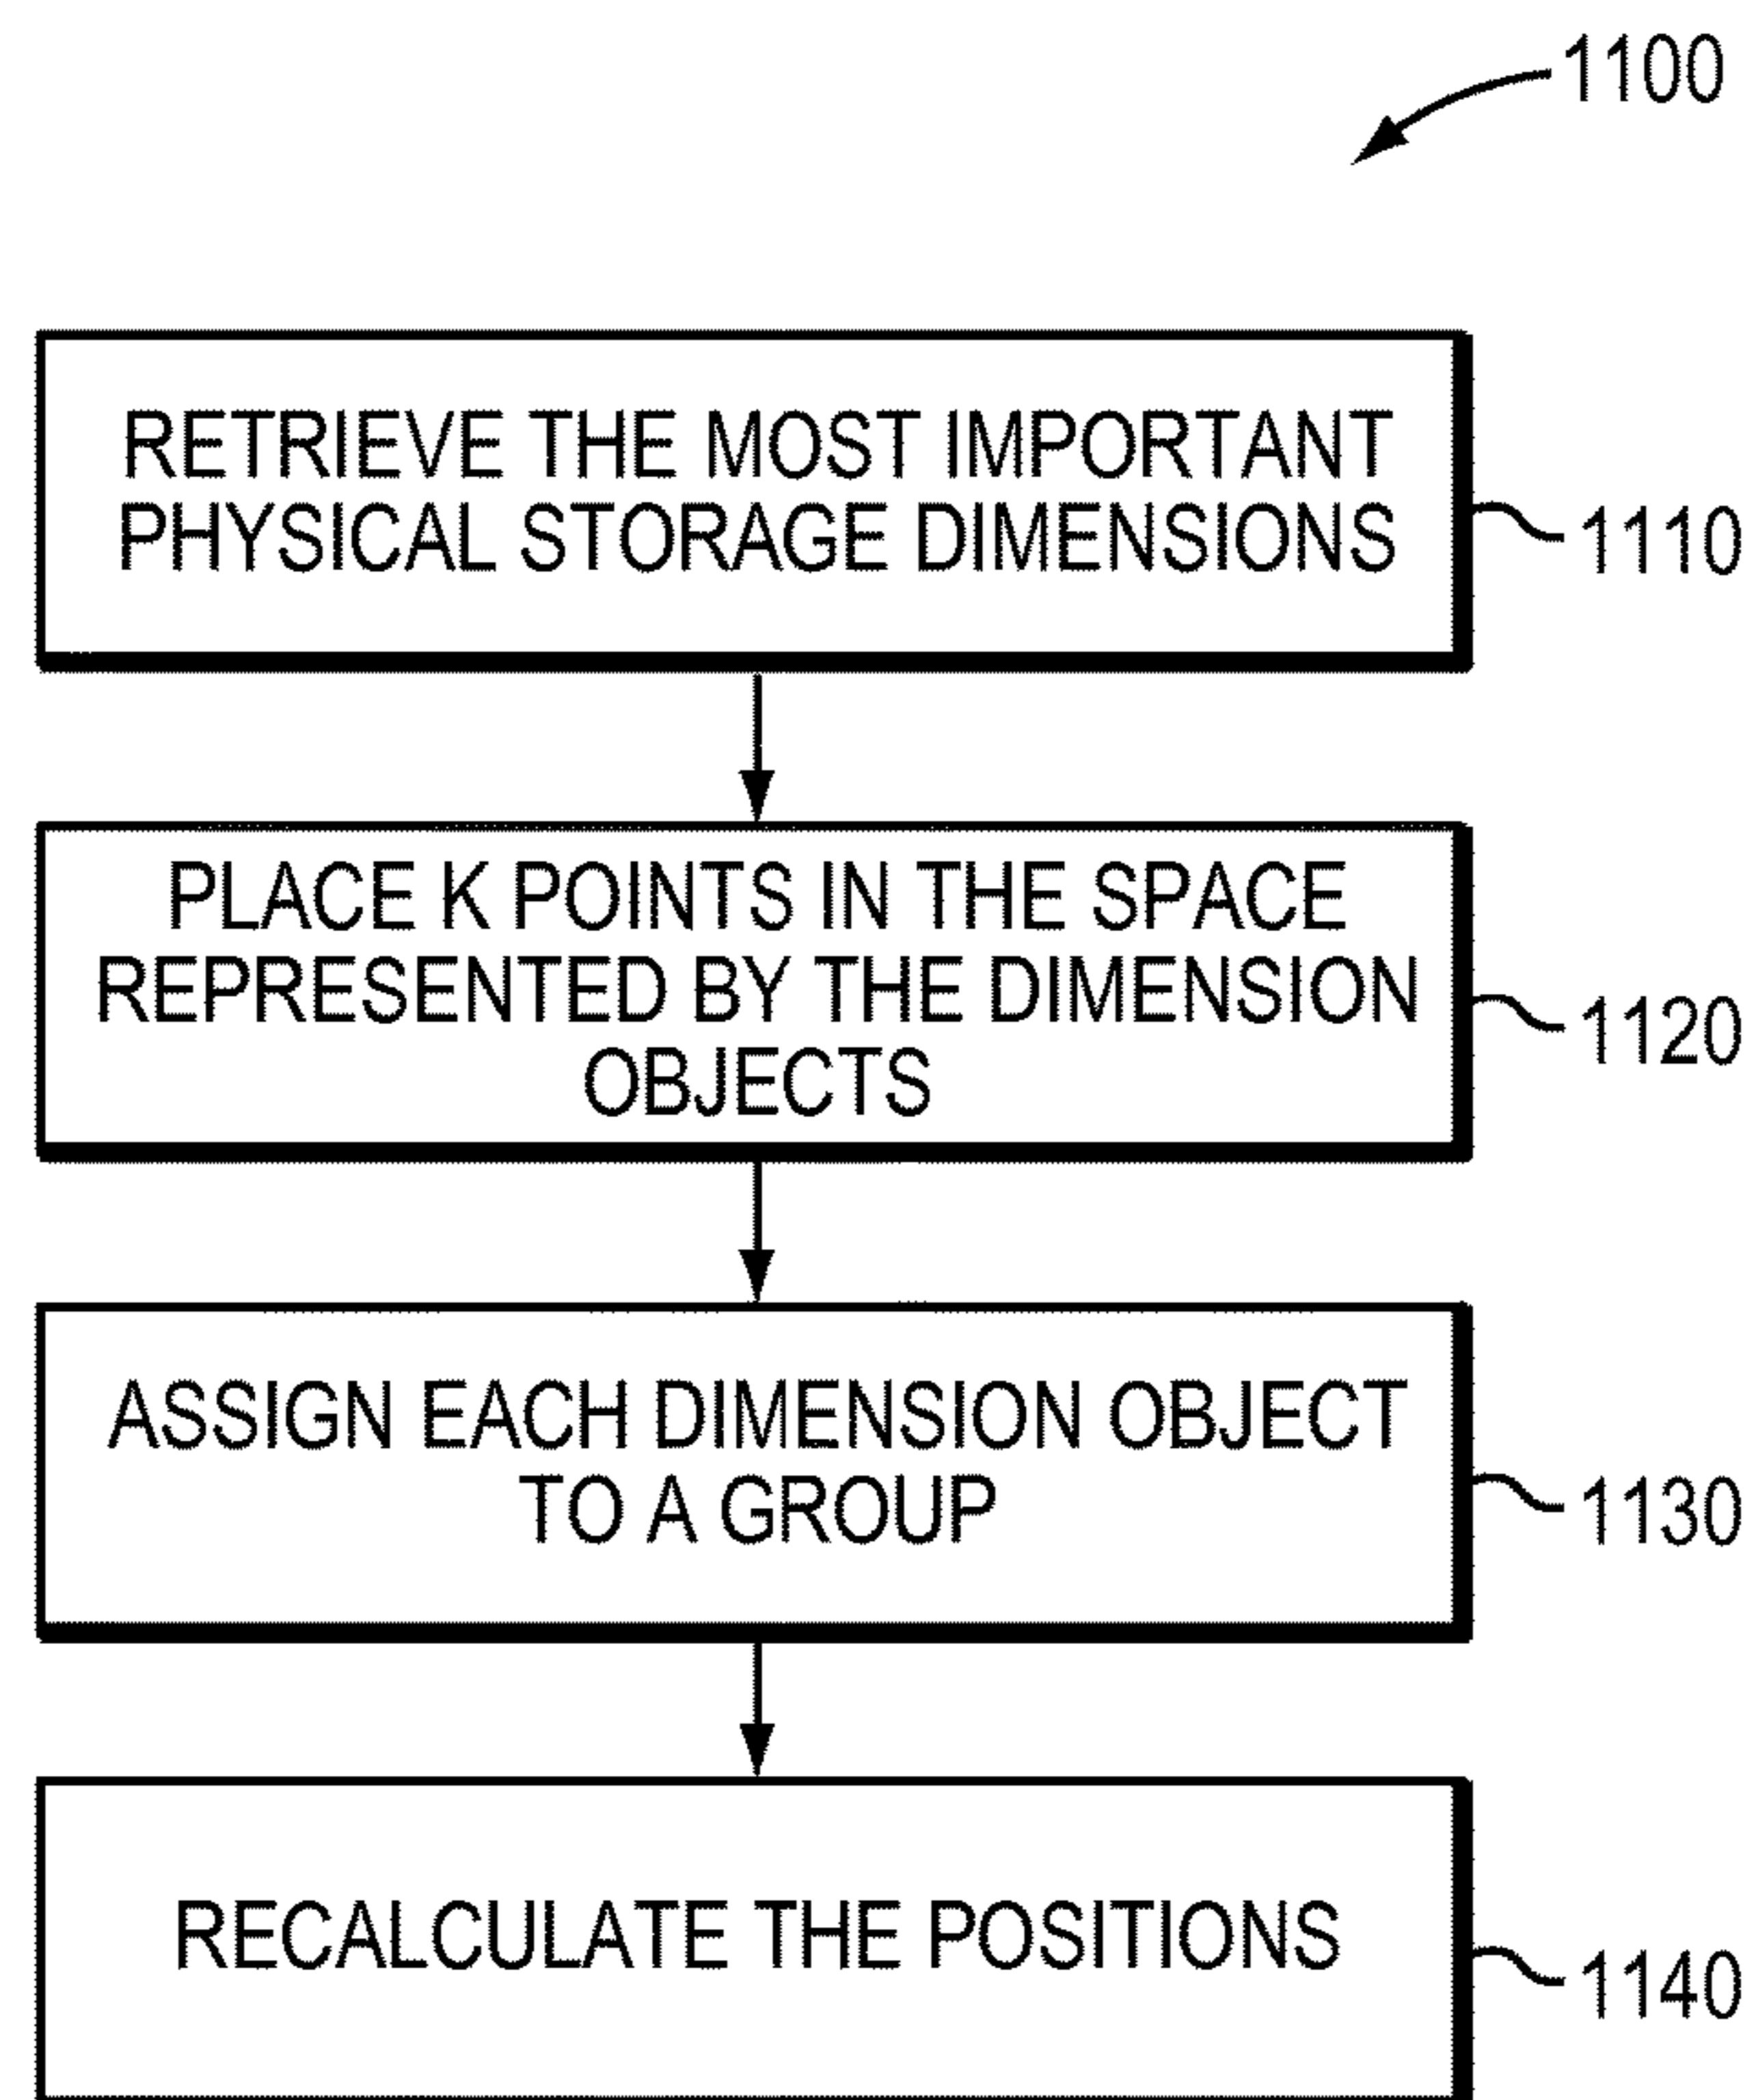 1100
RETRIEVE THE MOST IMPORTANT
PHYSICAL STORAGE DIMENSIONS
1110
PLACE K POINTS IN THE SPACE
REPRESENTED BY THE DIMENSION
OBJECTS
1120
ASSIGN EACH DIMENSION OBJECT
TO A GROUP
1130
RECALCULATE THE POSITIONS
1140